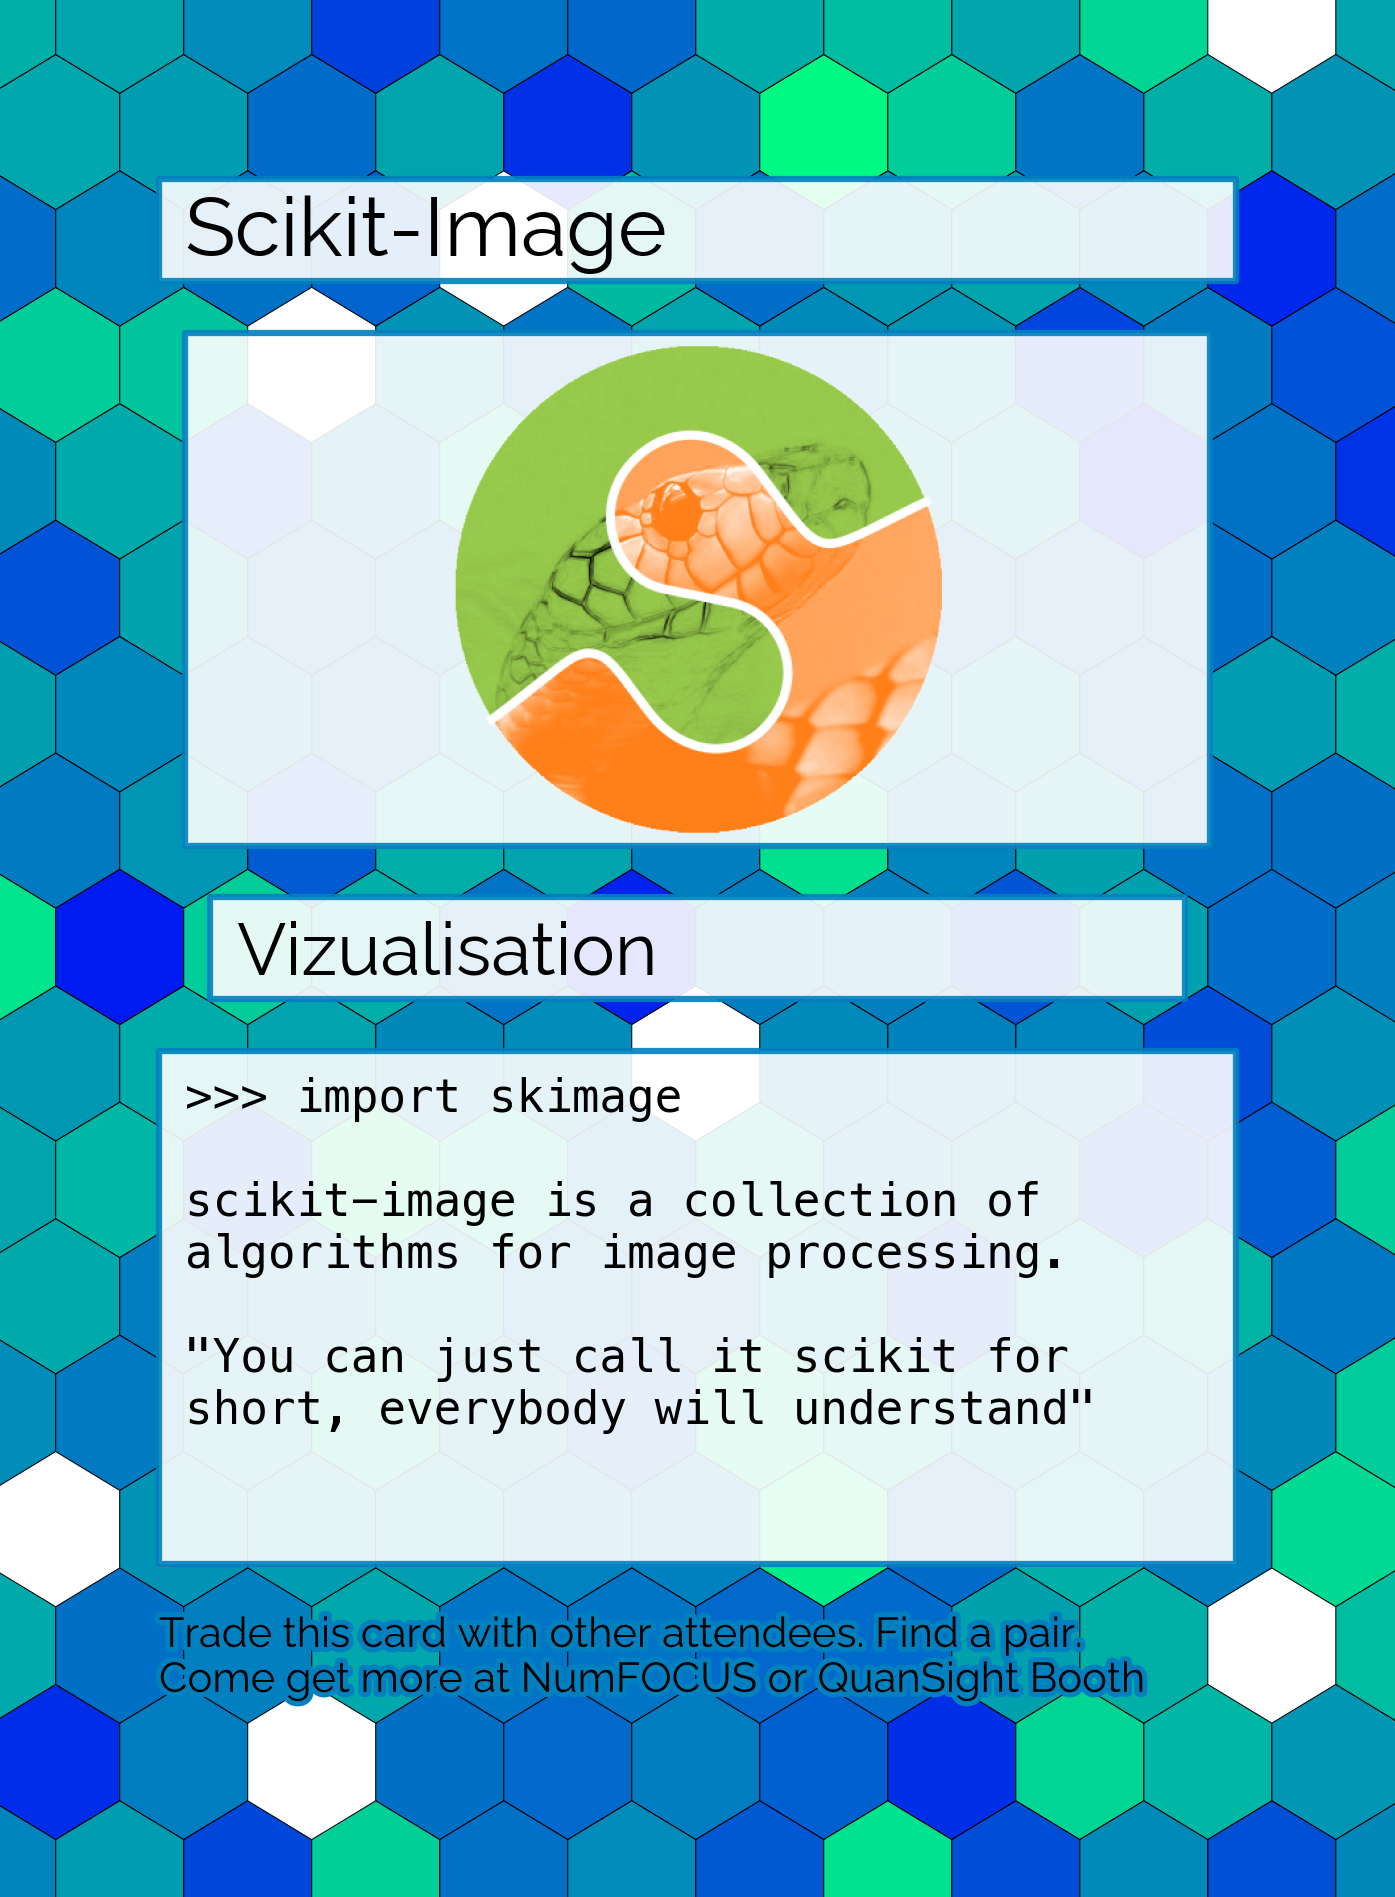 Scikit-Image
Vizualisation
>>> import skimage
scikit-image is a collection of
algorithms for image processing.
"You can just call it scikit for
short, everybody will understand"
Trade this card with other attendees. Find a pair.
Come get more at NumFOCUS or QuanSight Booth